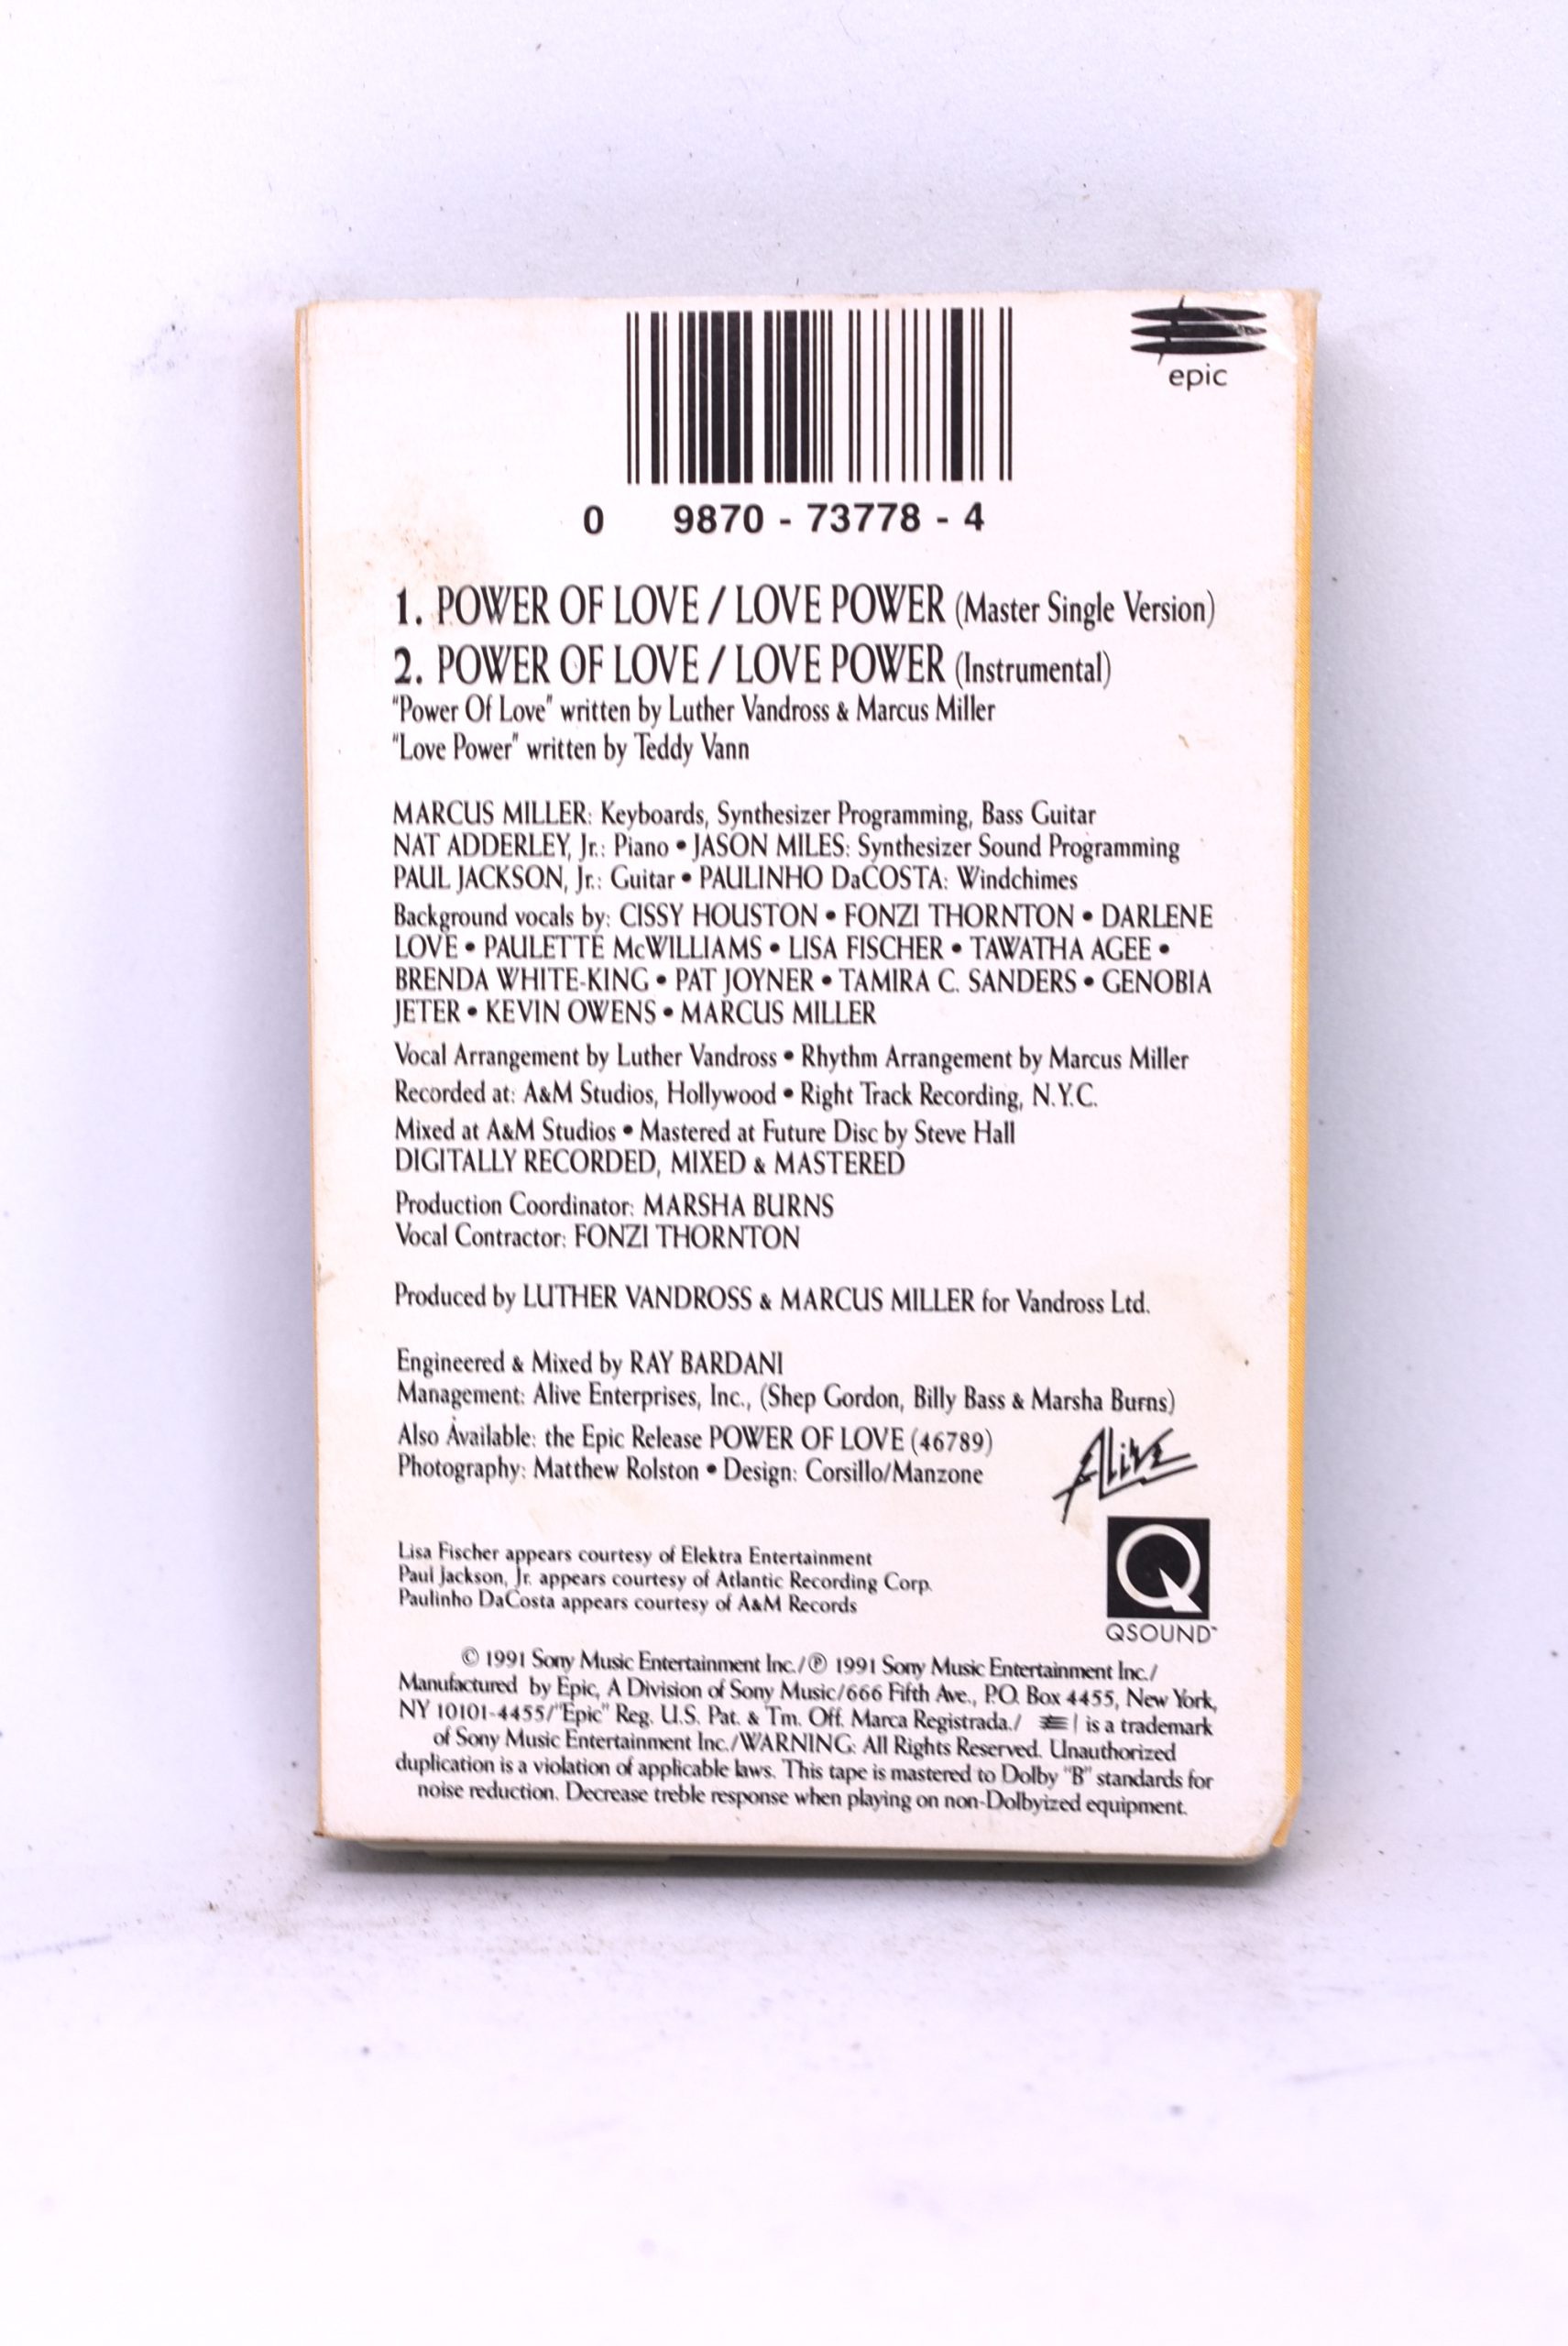 epic
0 9870 - 73778 - 4
1. POWER OF LOVE / LOVE POWER (Master Single Version)
2. POWER OF LOVE / LOVE POWER (Instrumental)
"Power Of Love" written by Luther Vandross & Marcus Miller
"Love Power" written by Teddy Vann
MARCUS MILLER: Keyboards, Synthesizer Programming, Bass Guitar
NAT ADDERLEY, Jr.: Piano • JASON MILES: Synthesizer Sound Programming
PAUL JACKSON, Jr.: Guitar • PAULINHO DaCOSTA: Windchimes
Background vocals by: CISSY HOUSTON • FONZI THORNTON • DARLENE
LOVE • PAULETTE McWILLIAMS • LISA FISCHER • TAWATHA AGEE •
BRENDA WHITE-KING • PAT JOYNER • TAMIRA C. SANDERS • GENOBIA
JETER • KEVIN OWENS • MARCUS MILLER
Vocal Arrangement by Luther Vandross • Rhythm Arrangement by Marcus Miller
Recorded at: A&M Studios, Hollywood • Right Track Recording, N.Y.C.
Mixed at A&M Studios • Mastered at Future Disc by Steve Hall
DIGITALLY RECORDED, MIXED & MASTERED
Production Coordinator: MARSHA BURNS
Vocal Contractor: FONZI THORNTON
Produced by LUTHER VANDROSS & MARCUS MILLER for Vandross Ltd.
Engineered & Mixed by RAY BARDANI
Management: Alive Enterprises, Inc., (Shep Gordon, Billy Bass & Marsha Burns)
Also Available: the Epic Release POWER OF LOVE (46789)
Photography: Matthew Rolston • Design: Corsillo/Manzone
Alive
Lisa Fischer appears courtesy of Elektra Entertainment
Paul Jackson, Jr. appears courtesy of Atlantic Recording Corp.
Paulinho DaCosta appears courtesy of A&M Records
Q
QSOUND™
© 1991 Sony Music Entertainment Inc./℗ 1991 Sony Music Entertainment Inc./
Manufactured by Epic, A Division of Sony Music/666 Fifth Ave., P.O. Box 4455, New York,
NY 10101-4455/"Epic" Reg. U.S. Pat. & Tm. Off. Marca Registrada./ | is a trademark
of Sony Music Entertainment Inc./WARNING: All Rights Reserved. Unauthorized
duplication is a violation of applicable laws. This tape is mastered to Dolby "B" standards for
noise reduction. Decrease treble response when playing on non-Dolbyized equipment.